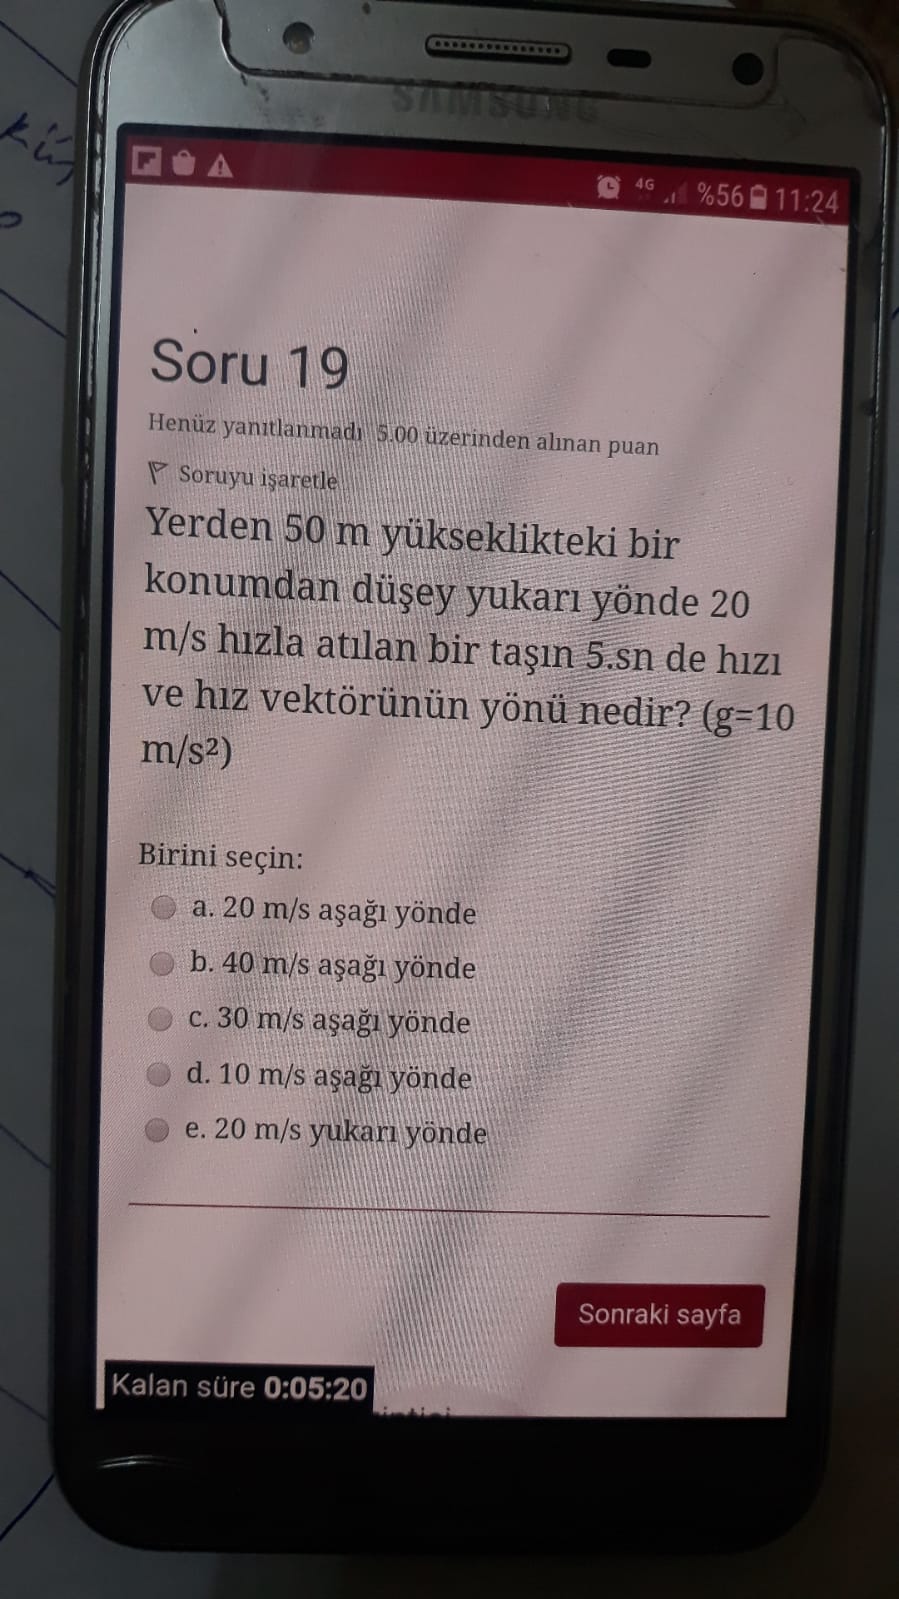 küş
SAMSUNG
4G %56 11:24
Soru 19
Henüz yanıtlanmadı 5.00 üzerinden alınan puan
Soruyu işaretle
Yerden 50 m yükseklikteki bir
konumdan düşey yukarı yönde 20
m/s hızla atılan bir taşın 5.sn de hızı
ve hız vektörünün yönü nedir? (g=10
m/s²)
Birini seçin:
a. 20 m/s aşağı yönde
b. 40 m/s aşağı yönde
c. 30 m/s aşağı yönde
d. 10 m/s aşağı yönde
e. 20 m/s yukarı yönde
Sonraki sayfa
Kalan süre 0:05:20